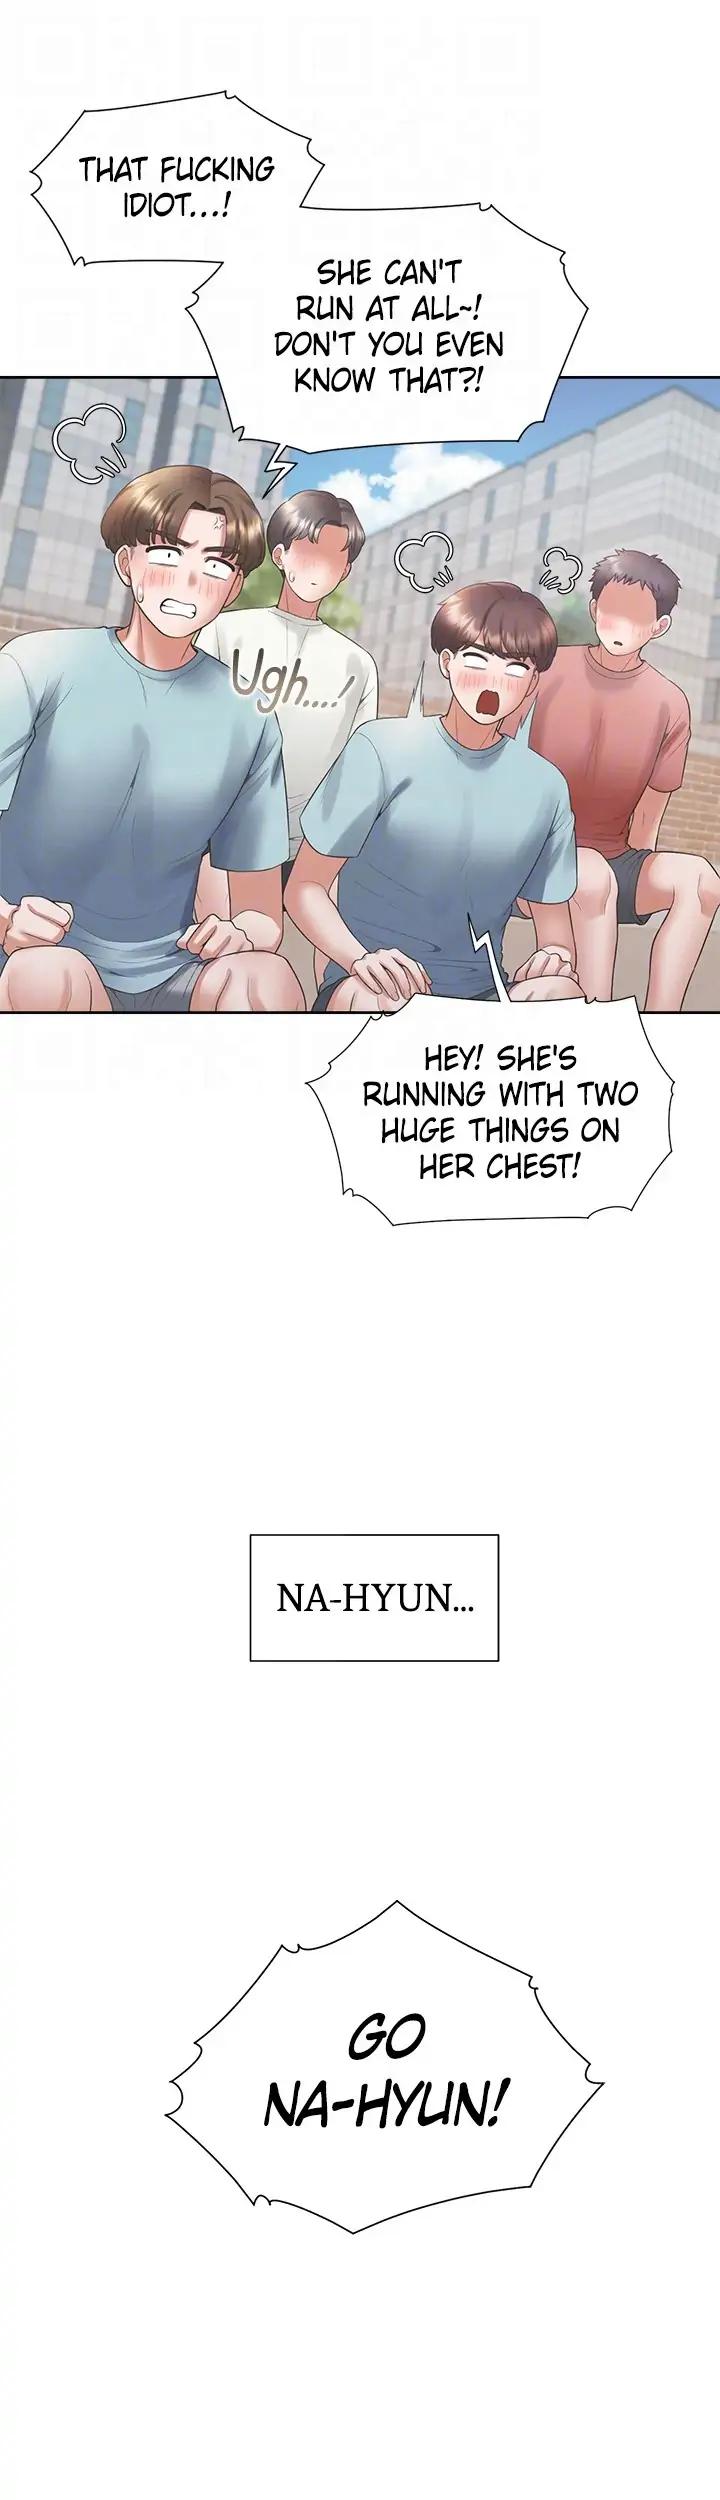 THAT FUCKING
IDIOT...!
SHE CAN'T
RUN AT ALL~!
DON'T YOU EVEN
KNOW THAT?!
Ugh....!
HEY! SHE'S
RUNNING WITH TWO
HUGE THINGS ON
HER CHEST!
NA-HYUN...
GO
NA-HYUN!